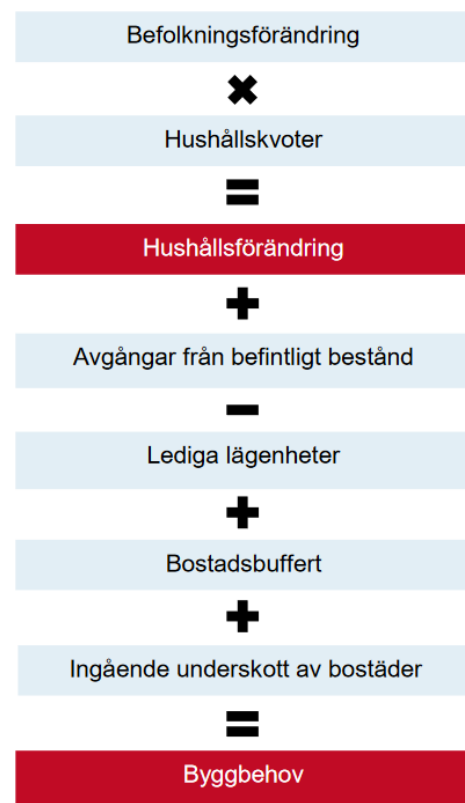 Befolkningsförändring
✖
Hushållskvoter
=
Hushållsförändring
+
Avgångar från befintligt bestånd
−
Lediga lägenheter
+
Bostadsbuffert
+
Ingående underskott av bostäder
=
Byggbehov